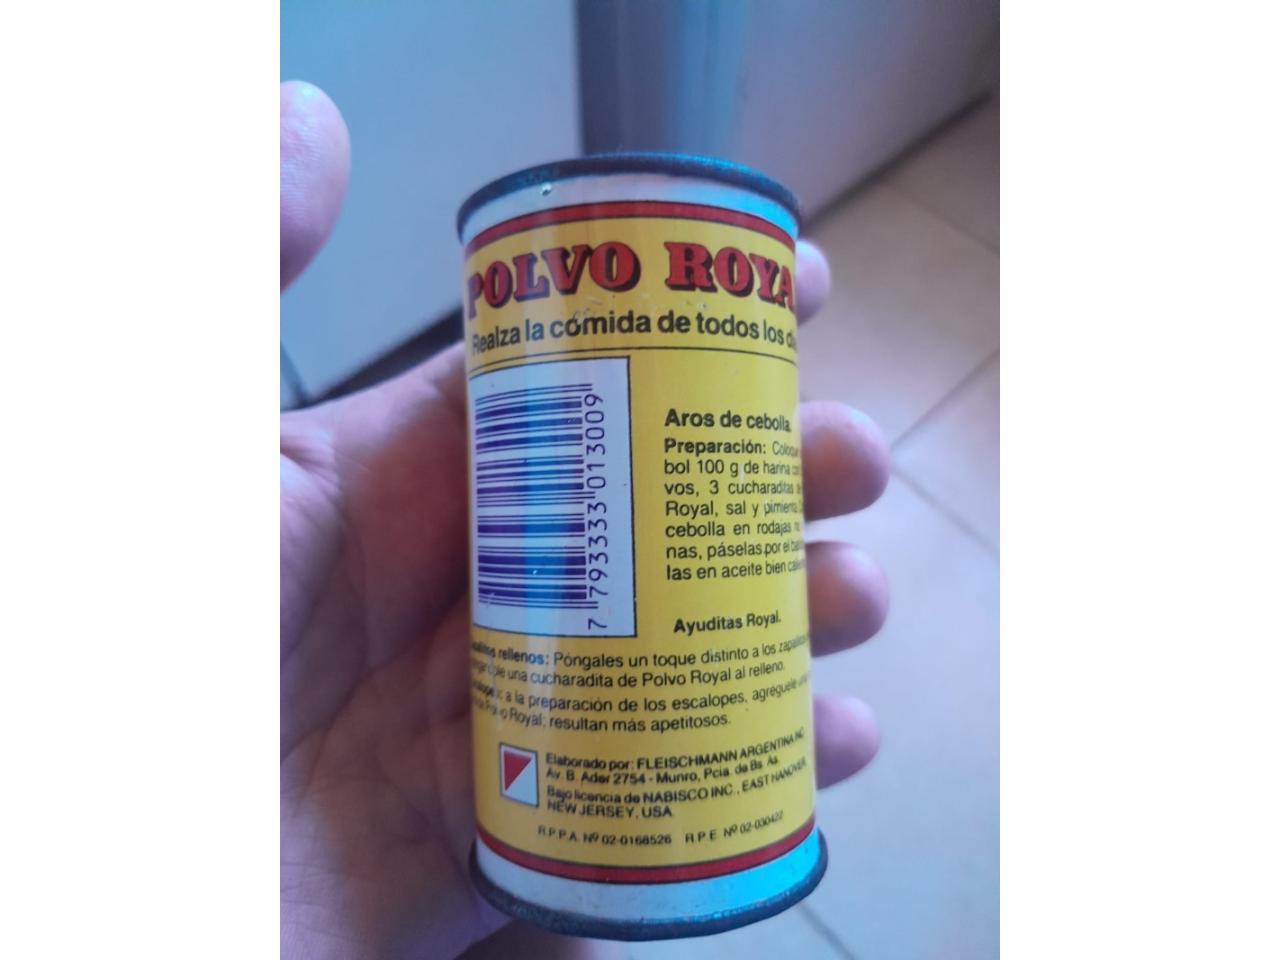 POLVO ROYA
Realza la comida de todos los
7 793333 013009
Aros de cebolla.
Preparación: Coloque
bol 100 g de harina con
vos, 3 cucharaditas de
Royal, sal y pimienta.
cebolla en rodajas
nas, páselas por el
las en aceite bien
Ayuditas Royal.
rellenos: Póngales un toque distinto a los
una cucharadita de Polvo Royal al relleno.
a la preparación de los escalopes, agréguele
Royal; resultan más apetitosos.
Elaborado por: FLEISCHMANN ARGENTINA INC.
Av. B. Ader 2754 - Munro, Pcia. de Bs. As.
Bajo licencia de NABISCO INC., EAST HANOVER,
NEW JERSEY, USA
R.P.P.A. Nº 02-0168526 R.P.E. Nº 02-030422